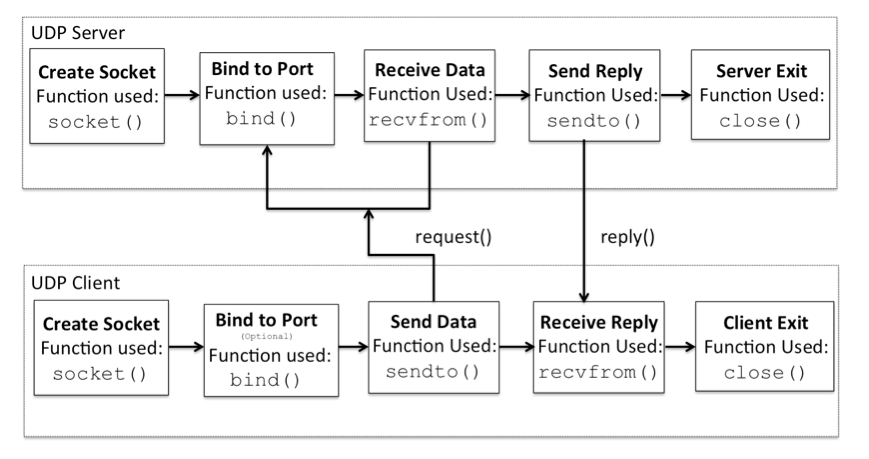 UDP Server
Create Socket
Function used:
socket()
Bind to Port
Function used:
bind()
Receive Data
Function Used:
recvfrom()
Send Reply
Function Used:
sendto()
Server Exit
Function Used:
close()
request()
reply()
UDP Client
Create Socket
Function used:
socket()
Bind to Port
(Optional)
Function used:
bind()
Send Data
Function Used:
sendto()
Receive Reply
Function Used:
recvfrom()
Client Exit
Function Used:
close()